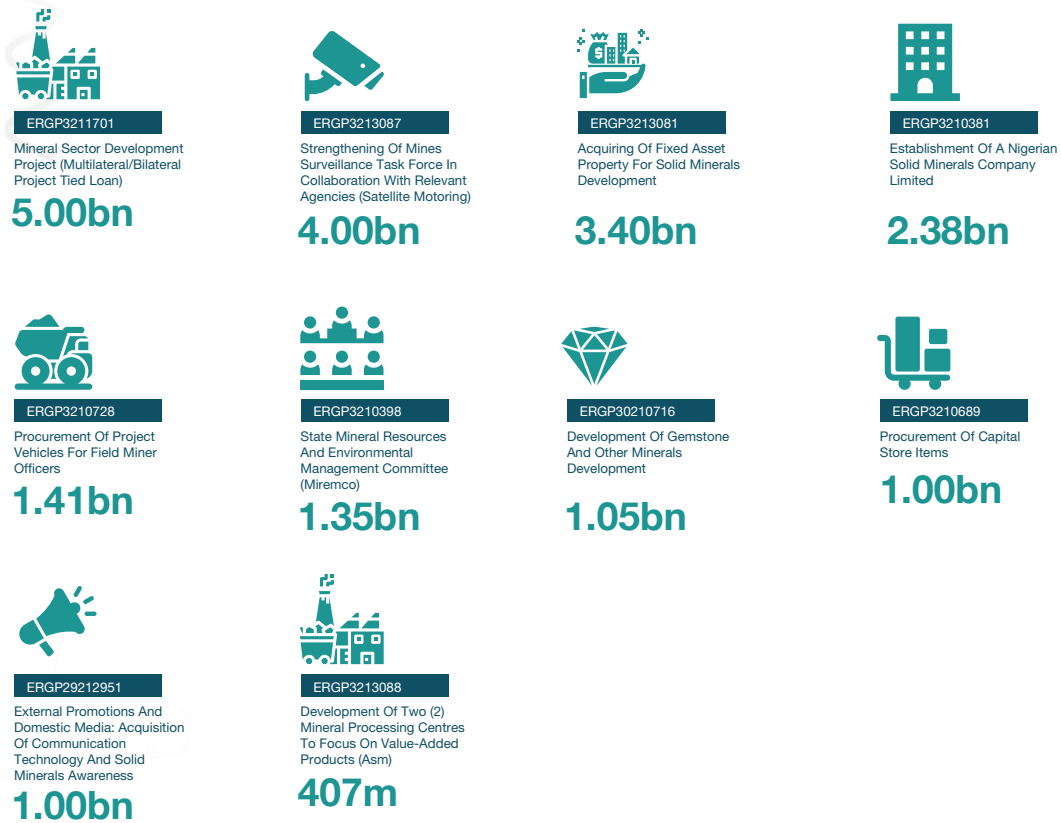 ERGP3211701
Mineral Sector Development
Project (Multilateral/Bilateral
Project Tied Loan)
5.00bn
ERGP3213087
Strengthening Of Mines
Surveillance Task Force In
Collaboration With Relevant
Agencies (Satellite Motoring)
4.00bn
ERGP3213081
Acquiring Of Fixed Asset
Property For Solid Minerals
Development
3.40bn
ERGP3210381
Establishment Of A Nigerian
Solid Minerals Company
Limited
2.38bn
ERGP3210728
Procurement Of Project
Vehicles For Field Miner
Officers
1.41bn
ERGP3210398
State Mineral Resources
And Environmental
Management Committee
(Miremco)
1.35bn
ERGP30210716
Development Of Gemstone
And Other Minerals
Development
1.05bn
ERGP3210689
Procurement Of Capital
Store Items
1.00bn
ERGP29212951
External Promotions And
Domestic Media: Acquisition
Of Communication
Technology And Solid
Minerals Awareness
1.00bn
ERGP3213088
Development Of Two (2)
Mineral Processing Centres
To Focus On Value-Added
Products (Asm)
407m